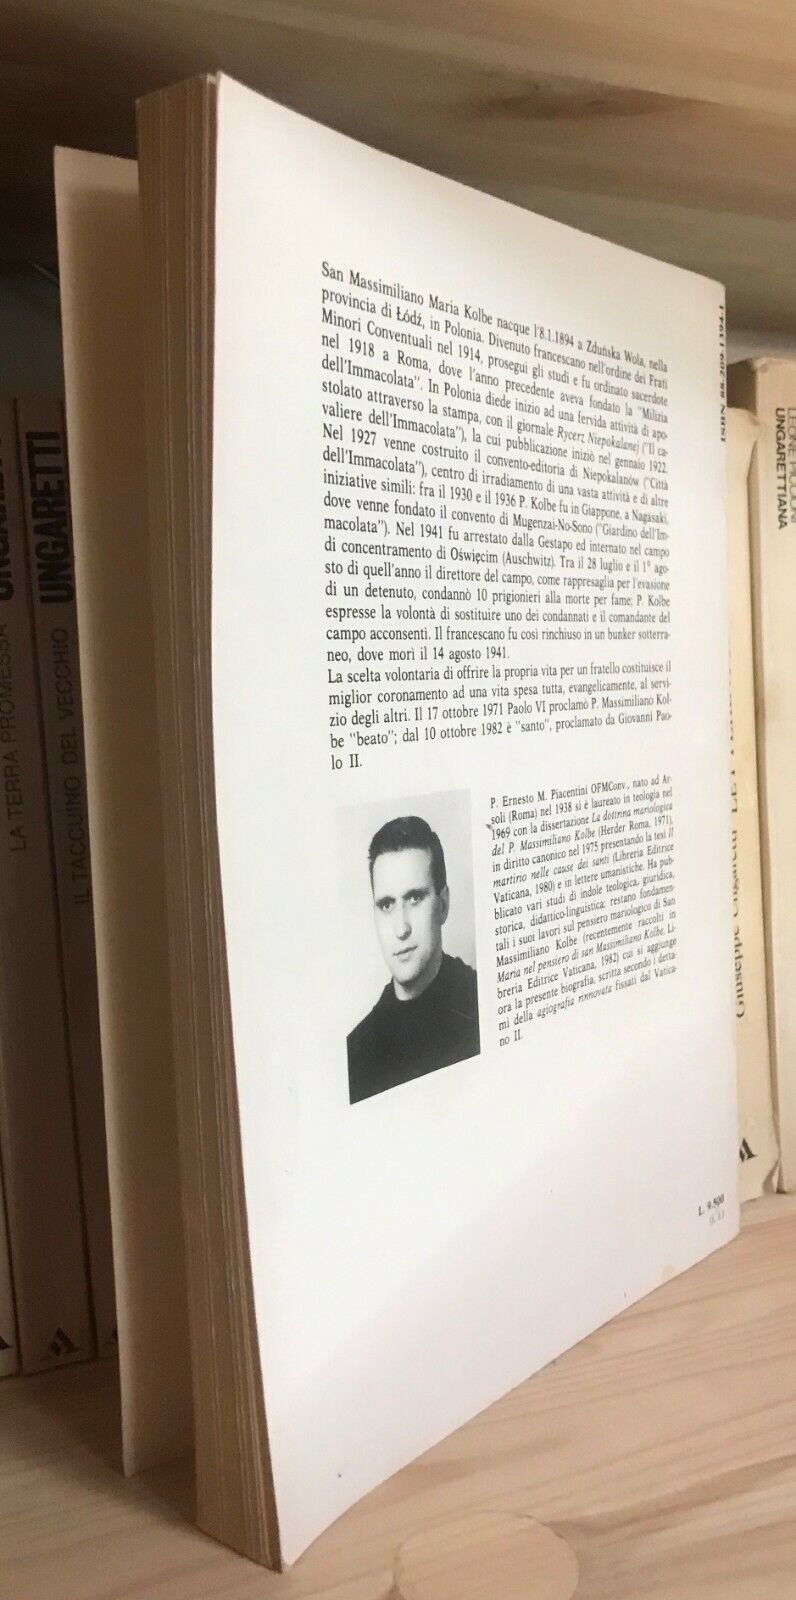 San Massimiliano Maria Kolbe nacque l'8.1.1894 a Zduńska Wola, nella
provincia di Łódź, in Polonia. Divenuto francescano nell'ordine dei Frati
Minori Conventuali nel 1914, proseguì gli studi e fu ordinato sacerdote
nel 1918 a Roma, dove l'anno precedente aveva fondato la "Milizia
dell'Immacolata". In Polonia diede inizio ad una fervida attività di apo-
stolato attraverso la stampa, con il giornale Rycerz Niepokalanej ("Il ca-
valiere dell'Immacolata"), la cui pubblicazione iniziò nel gennaio 1922.
Nel 1927 venne costruito il convento-editoria di Niepokalanów ("Città
dell'Immacolata"), centro di irradiamento di una vasta attività e di altre
iniziative simili: fra il 1930 e il 1936 P. Kolbe fu in Giappone, a Nagasaki,
dove venne fondato il convento di Mugenzai-No-Sono ("Giardino dell'Im-
macolata"). Nel 1941 fu arrestato dalla Gestapo ed internato nel campo
di concentramento di Oświęcim (Auschwitz). Tra il 28 luglio e il 1° ago-
sto di quell'anno il direttore del campo, come rappresaglia per l'evasione
di un detenuto, condannò 10 prigionieri alla morte per fame; P. Kolbe
espresse la volontà di sostituire uno dei condannati e il comandante del
campo acconsentì. Il francescano fu così rinchiuso in un bunker sotterra-
neo, dove morì il 14 agosto 1941.
La scelta volontaria di offrire la propria vita per un fratello costituisce il
miglior coronamento ad una vita spesa tutta, evangelicamente, al servi-
zio degli altri. Il 17 ottobre 1971 Paolo VI proclamò P. Massimiliano Kol-
be "beato"; dal 10 ottobre 1982 è "santo", proclamato da Giovanni Pao-
lo II.
P. Ernesto M. Piacentini OFMConv., nato ad Ar-
soli (Roma) nel 1938 si è laureato in teologia nel
1969 con la dissertazione La dottrina mariologica
del P. Massimiliano Kolbe (Herder Roma, 1971),
in diritto canonico nel 1975 presentando la tesi Il
martirio nelle cause dei santi (Libreria Editrice
Vaticana, 1980) e in lettere umanistiche. Ha pub-
blicato vari studi di indole teologica, giuridica,
storica, didattico-linguistica; restano fondamen-
tali i suoi lavori sul pensiero mariologico di San
Massimiliano Kolbe (recentemente raccolti in
Maria nel pensiero di san Massimiliano Kolbe, Li-
breria Editrice Vaticana, 1982) cui si aggiunge
ora la presente biografia, scritta secondo i detta-
mi della agiografia rinnovata fissati dal Vatica-
no II.
L. 9.500
(i. i.)
ISBN 88-209-1394-1
LA TERRA PROMESSA
IL TACCUINO DEL VECCHIO UNGARETTI
Giuseppe Ungaretti
LEONE PICCIONI
UNGARETTIANA